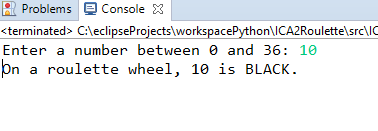 Problems Console
<terminated> C:\eclipseProjects\workspacePython\ICA2Roulette\src\IC
Enter a number between 0 and 36: 10
On a roulette wheel, 10 is BLACK.